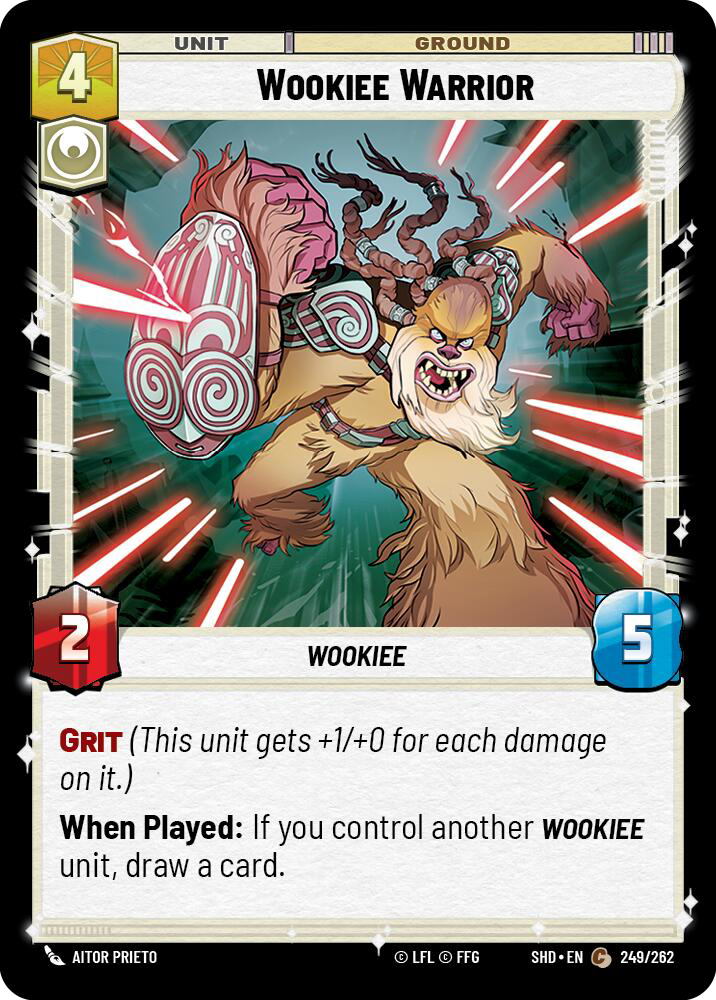 UNIT
GROUND
4
WOOKIEE WARRIOR
2
WOOKIEE
5
GRIT (This unit gets +1/+0 for each damage
on it.)
When Played: If you control another WOOKIEE
unit, draw a card.
AITOR PRIETO
© LFL © FFG
SHD • EN C 249/262